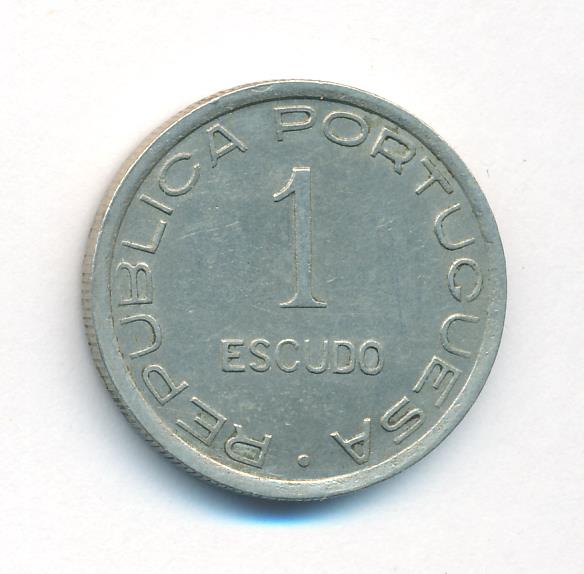 REPUBLICA PORTUGUESA ·
1
ESCUDO